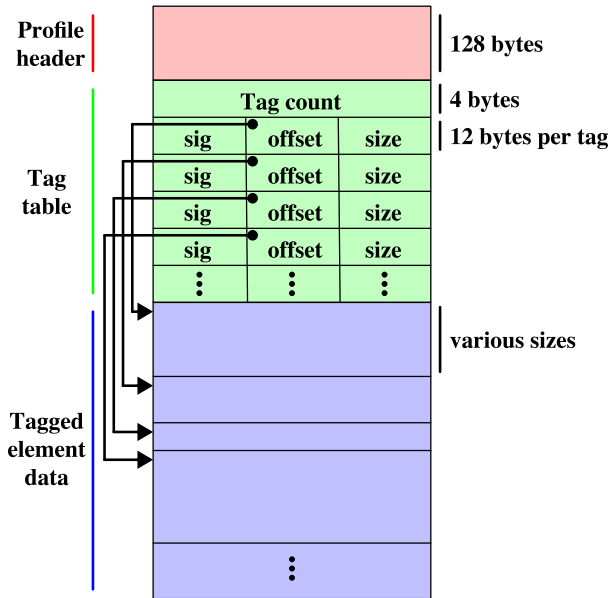 Profile
header
128 bytes
Tag count
4 bytes
sig offset size
12 bytes per tag
sig offset size
sig offset size
sig offset size
Tag
table
various sizes
Tagged
element
data